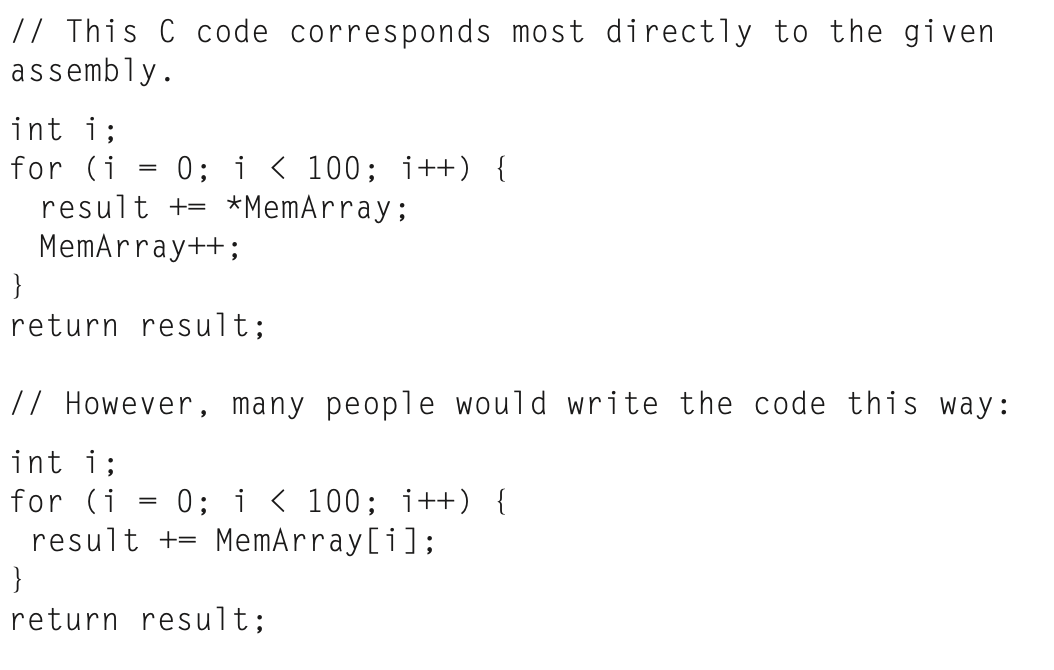 // This C code corresponds most directly to the given
assembly.
int i;
for (i = 0; i < 100; i++) {
  result += *MemArray;
  MemArray++;
}
return result;
// However, many people would write the code this way:
int i;
for (i = 0; i < 100; i++) {
 result += MemArray[i];
}
return result;